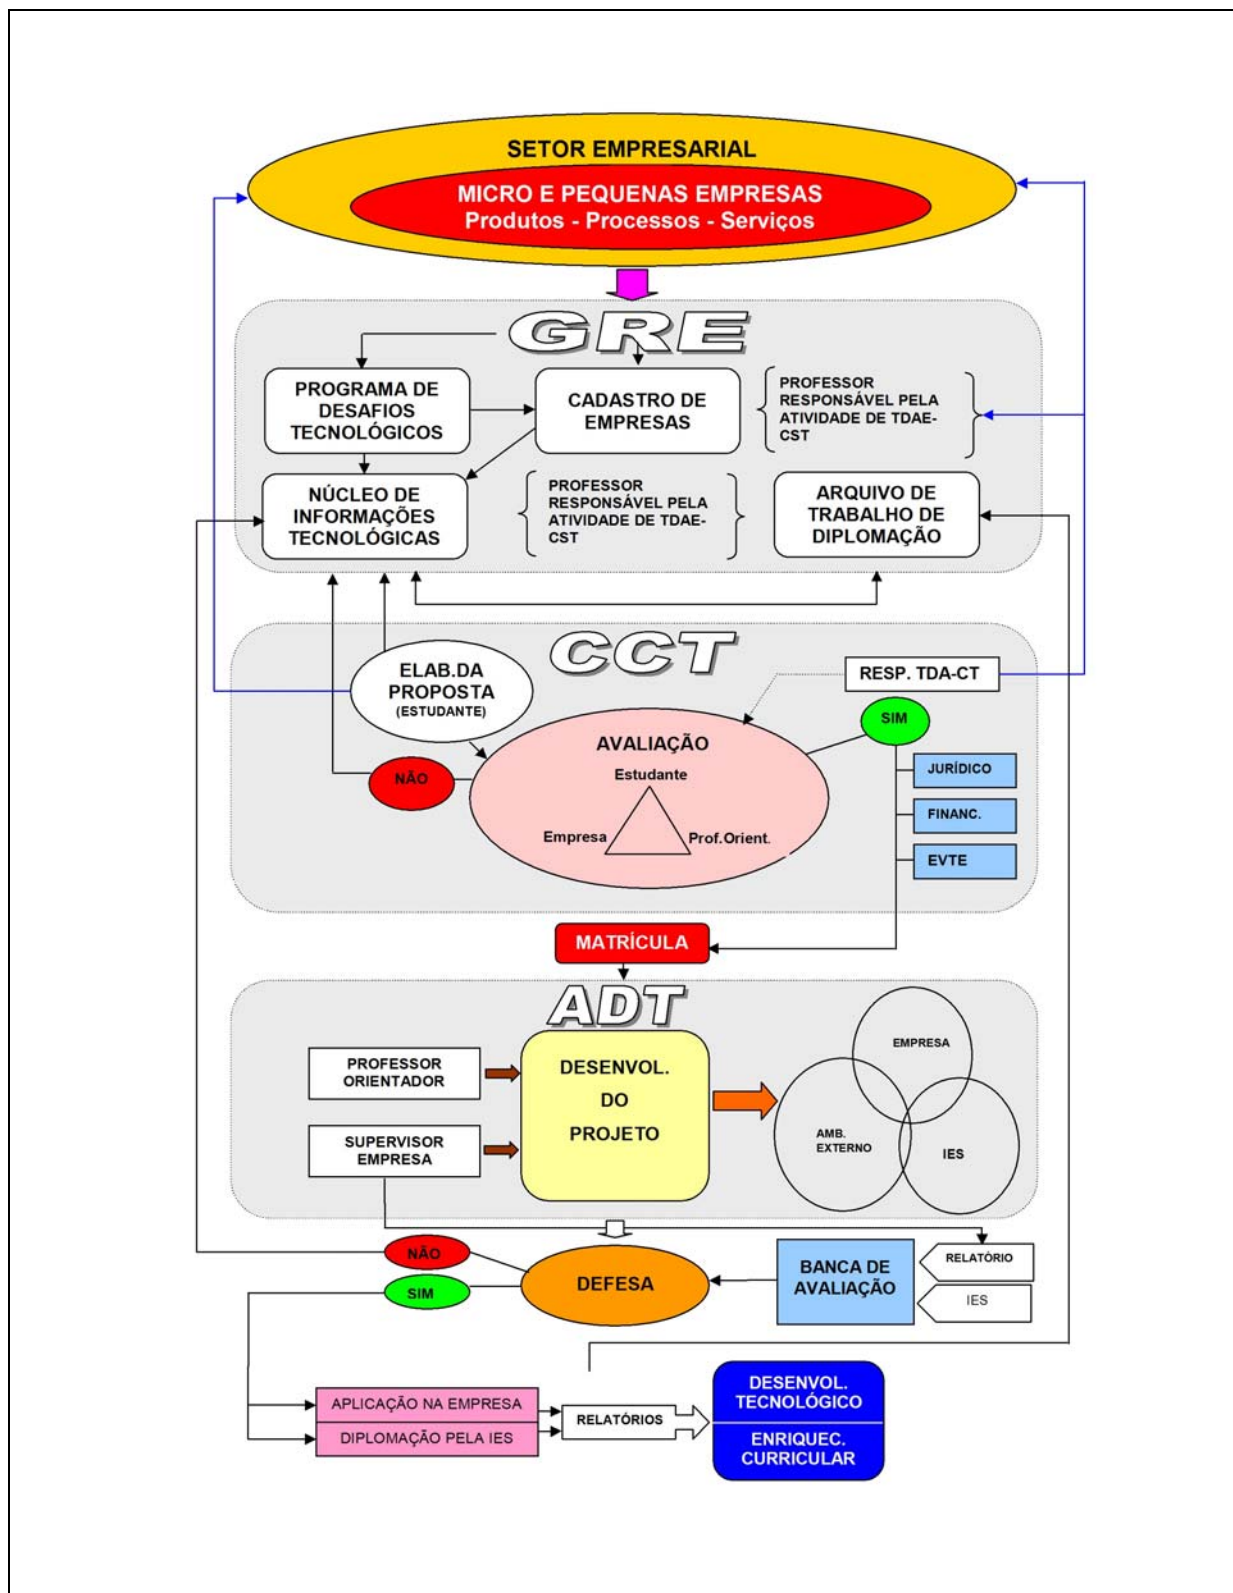 SETOR EMPRESARIAL
MICRO E PEQUENAS EMPRESAS
Produtos - Processos - Serviços
GRE
PROGRAMA DE
DESAFIOS
TECNOLÓGICOS
CADASTRO DE
EMPRESAS
PROFESSOR
RESPONSÁVEL PELA
ATIVIDADE DE TDAE-
CST
NÚCLEO DE
INFORMAÇÕES
TECNOLÓGICAS
PROFESSOR
RESPONSÁVEL PELA
ATIVIDADE DE TDAE-
CST
ARQUIVO DE
TRABALHO DE
DIPLOMAÇÃO
CCT
ELAB.DA
PROPOSTA
(ESTUDANTE)
RESP. TDA-CT
SIM
AVALIAÇÃO
Estudante
Empresa
Prof.Orient.
NÃO
JURÍDICO
FINANC.
EVTE
MATRÍCULA
ADT
PROFESSOR
ORIENTADOR
SUPERVISOR
EMPRESA
DESENVOL.
DO
PROJETO
EMPRESA
AMB.
EXTERNO
IES
NÃO
SIM
DEFESA
BANCA DE
AVALIAÇÃO
RELATÓRIO
IES
APLICAÇÃO NA EMPRESA
DIPLOMAÇÃO PELA IES
RELATÓRIOS
DESENVOL.
TECNOLÓGICO
ENRIQUEC.
CURRICULAR